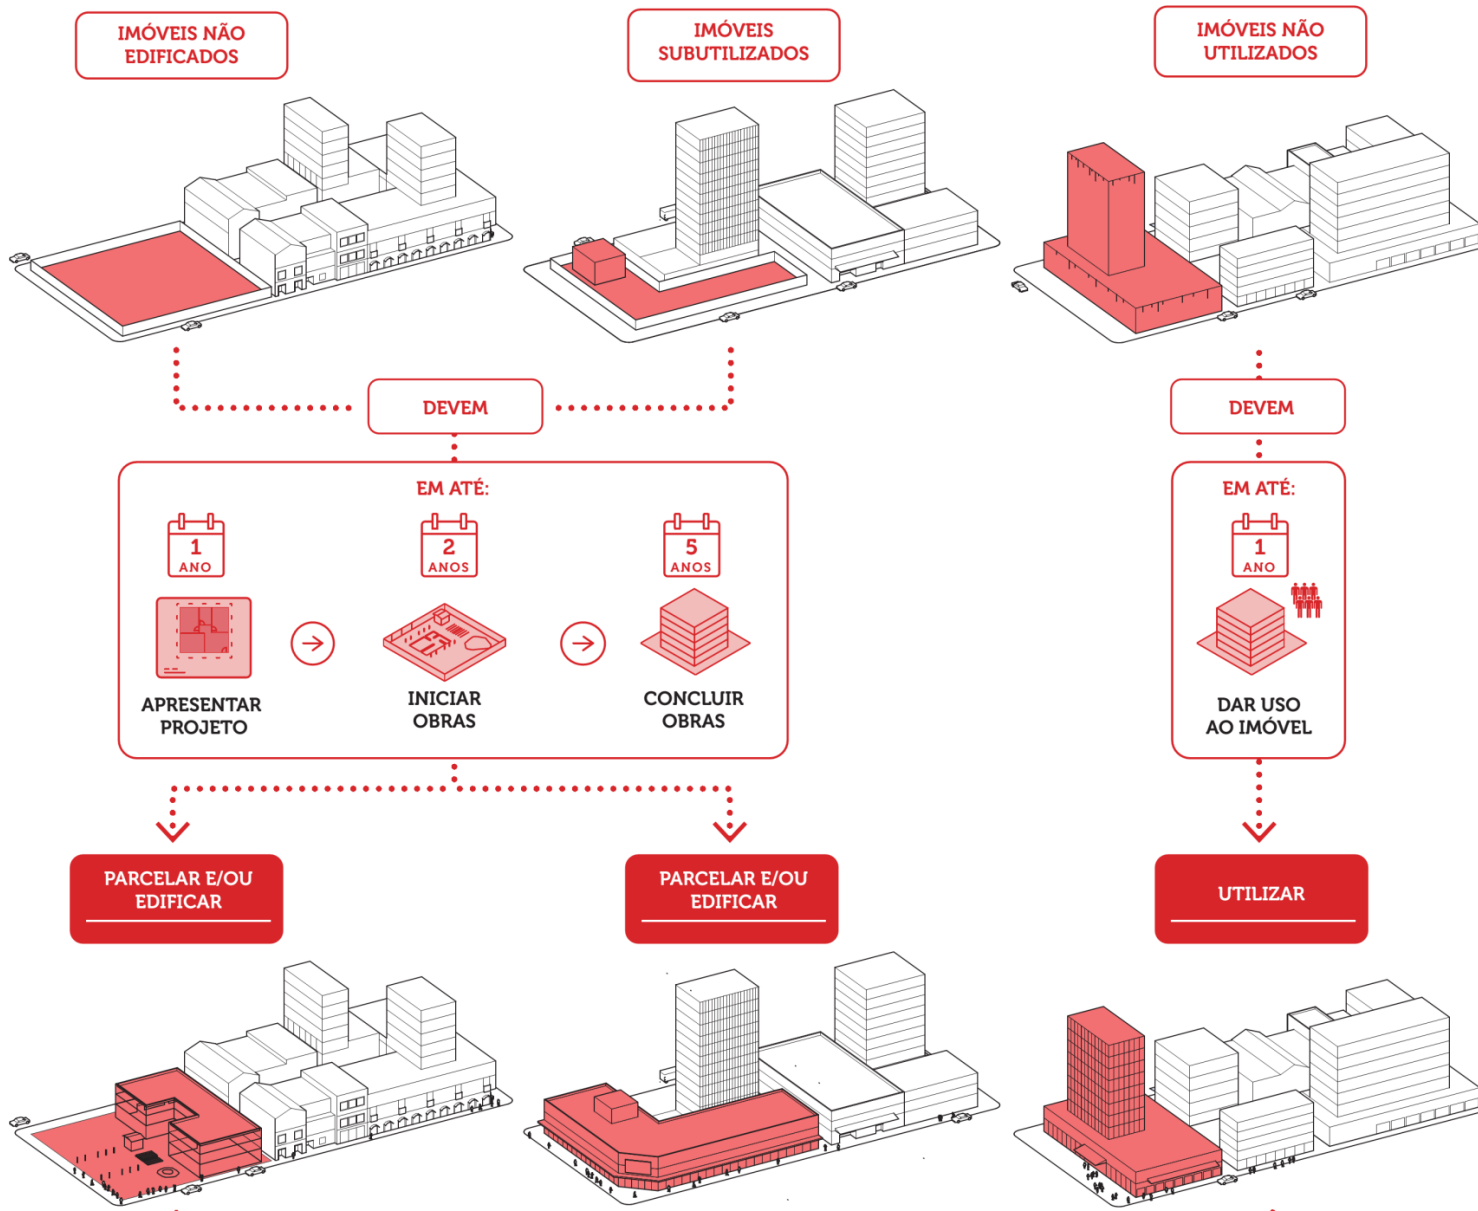 IMÓVEIS NÃO
EDIFICADOS
IMÓVEIS
SUBUTILIZADOS
IMÓVEIS NÃO
UTILIZADOS
DEVEM
DEVEM
EM ATÉ:
1
ANO
2
ANOS
5
ANOS
APRESENTAR
PROJETO
INICIAR
OBRAS
CONCLUIR
OBRAS
EM ATÉ:
1
ANO
DAR USO
AO IMÓVEL
PARCELAR E/OU
EDIFICAR
PARCELAR E/OU
EDIFICAR
UTILIZAR